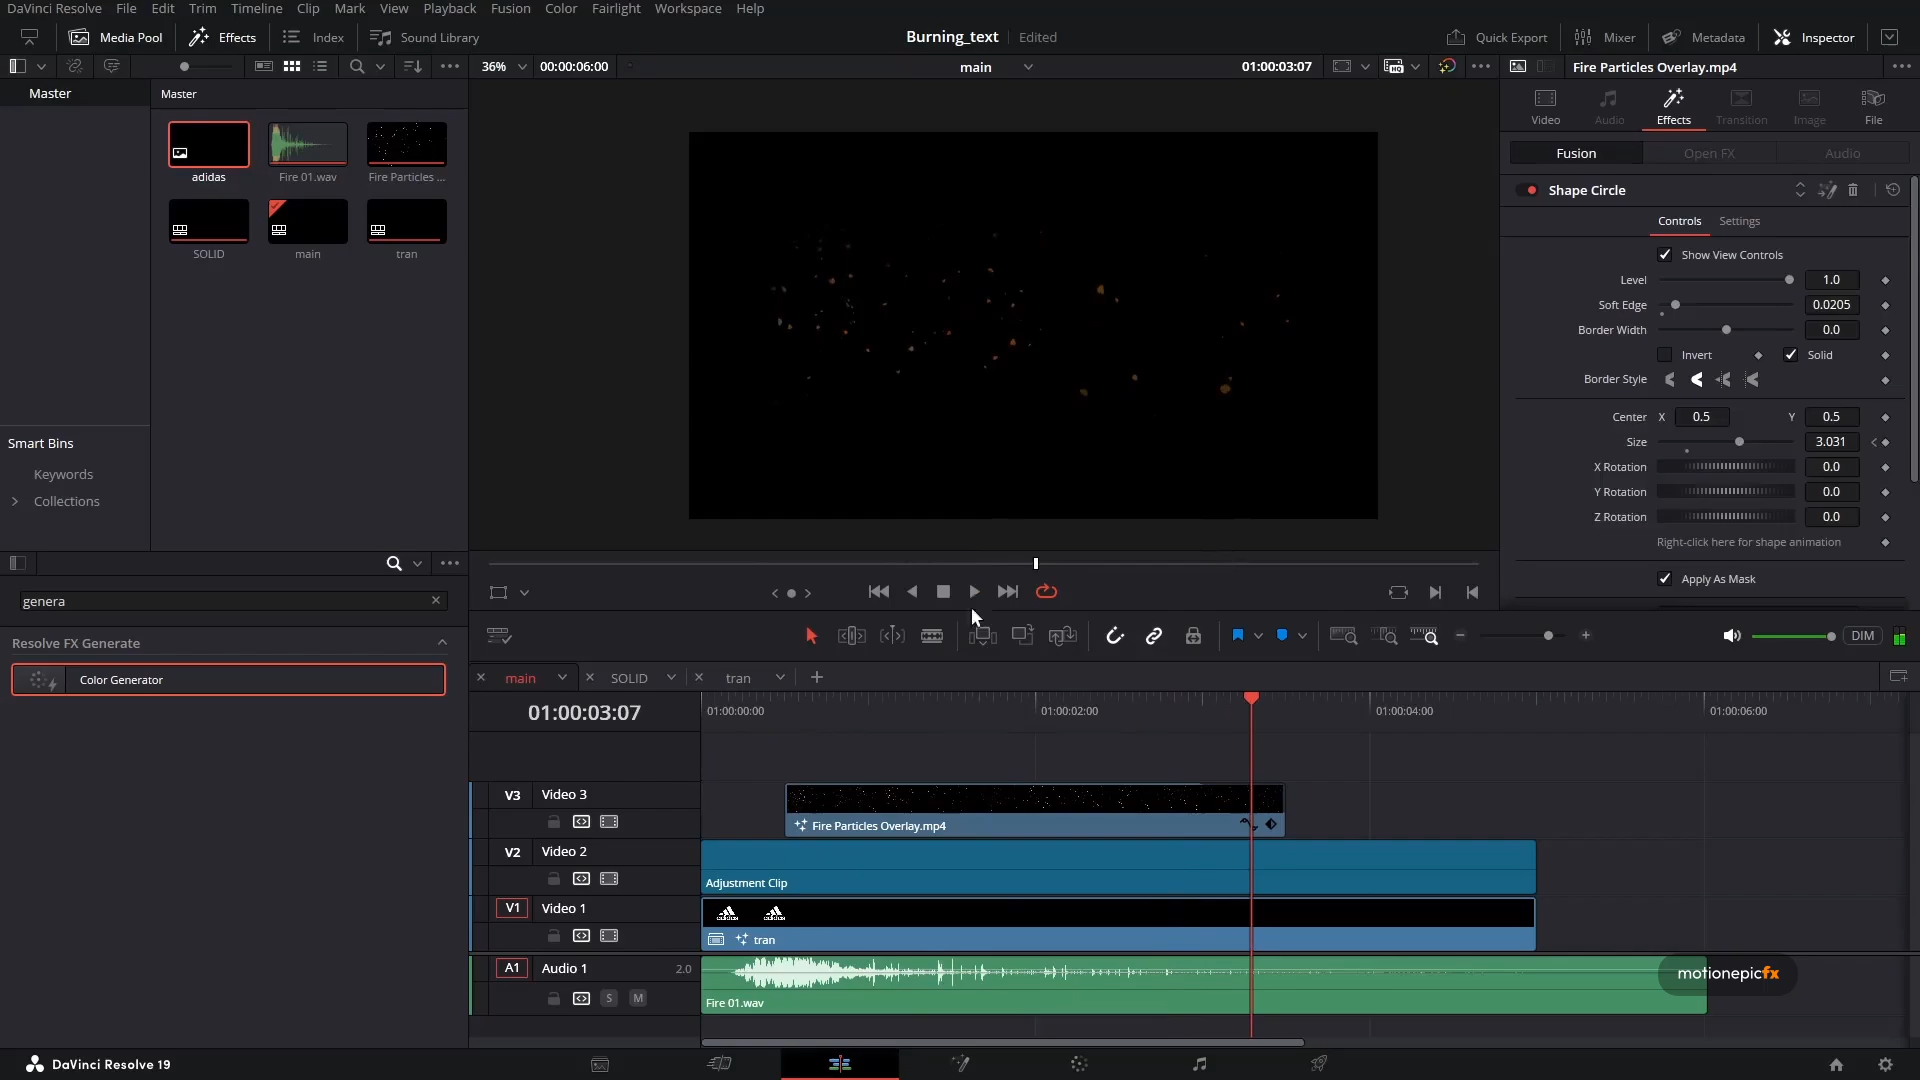 DaVinci Resolve File Edit Trim Timeline Clip Mark View Playback Fusion Color Fairlight Workspace Help
Media Pool Effects Index Sound Library Burning_text Edited Quick Export Mixer Metadata Inspector
36% 00:00:06:00 main 01:00:03:07 Fire Particles Overlay.mp4
Master Master
Video Audio Effects Transition Image File
Fusion Open FX Audio
adidas Fire 01.wav Fire Particles ...
Shape Circle
Controls Settings
SOLID main tran
Show View Controls
Level 1.0
Soft Edge 0.0205
Border Width 0.0
Invert Solid
Border Style
Center X 0.5 Y 0.5
Size 3.031
X Rotation 0.0
Y Rotation 0.0
Z Rotation 0.0
Right-click here for shape animation
Apply As Mask
Smart Bins
Keywords
Collections
genera
Resolve FX Generate
Color Generator
DIM
main SOLID tran
01:00:03:07 01:00:00:00 01:00:02:00 01:00:04:00 01:00:06:00
V3 Video 3
Fire Particles Overlay.mp4
V2 Video 2
Adjustment Clip
V1 Video 1
adidas adidas
tran
A1 Audio 1 2.0
S M
Fire 01.wav
motionepicfx
DaVinci Resolve 19